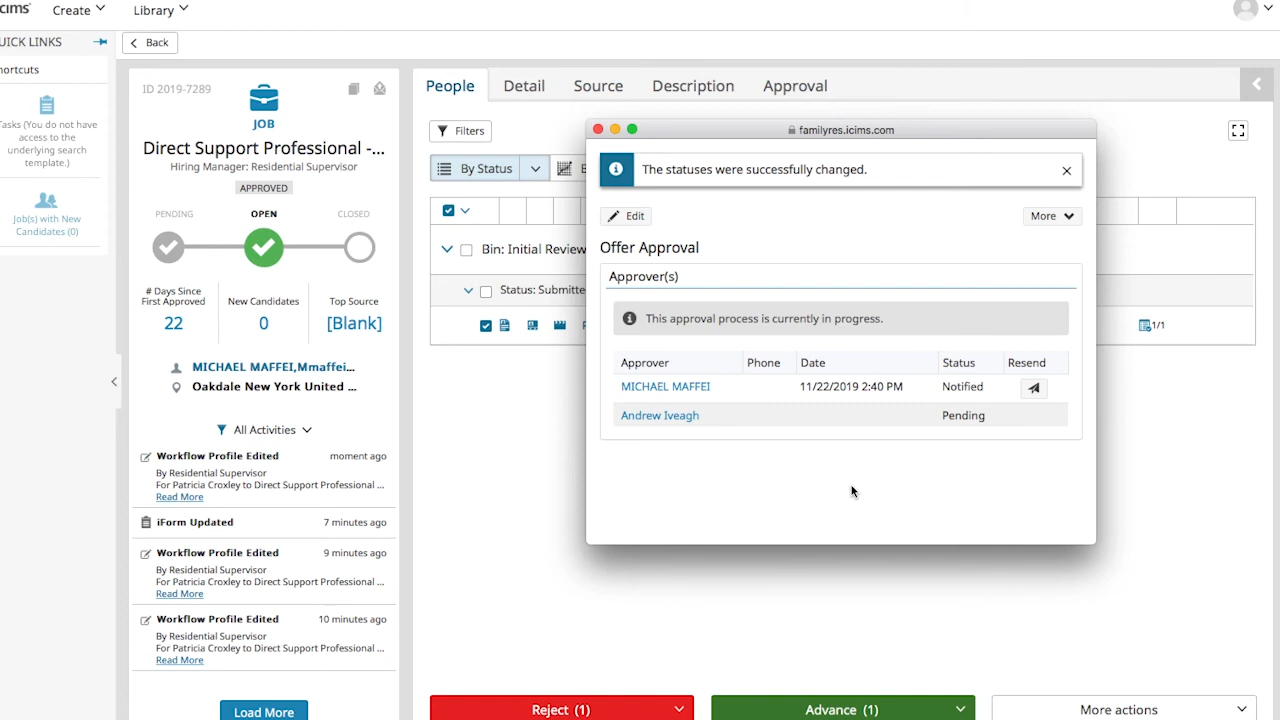 cims
Create
Library
UICK LINKS
Back
hortcuts
Tasks (You do not have
access to the
underlying search
template.)
Job(s) with New
Candidates (0)
ID 2019-7289
JOB
Direct Support Professional -...
Hiring Manager: Residential Supervisor
APPROVED
PENDING
OPEN
CLOSED
# Days Since
First Approved
22
New Candidates
0
Top Source
[Blank]
MICHAEL MAFFEI,Mmaffei...
Oakdale New York United ...
All Activities
Workflow Profile Edited moment ago
By Residential Supervisor
For Patricia Croxley to Direct Support Professional ...
Read More
iForm Updated 7 minutes ago
Workflow Profile Edited 9 minutes ago
By Residential Supervisor
For Patricia Croxley to Direct Support Professional ...
Read More
Workflow Profile Edited 10 minutes ago
By Residential Supervisor
For Patricia Croxley to Direct Support Professional ...
Read More
Load More
People Detail Source Description Approval
Filters
By Status
B
Bin: Initial Review
Status: Submitte
1/1
familyres.icims.com
The statuses were successfully changed.
Edit
More
Offer Approval
Approver(s)
This approval process is currently in progress.
Approver Phone Date Status Resend
MICHAEL MAFFEI 11/22/2019 2:40 PM Notified
Andrew Iveagh Pending
Reject (1)
Advance (1)
More actions